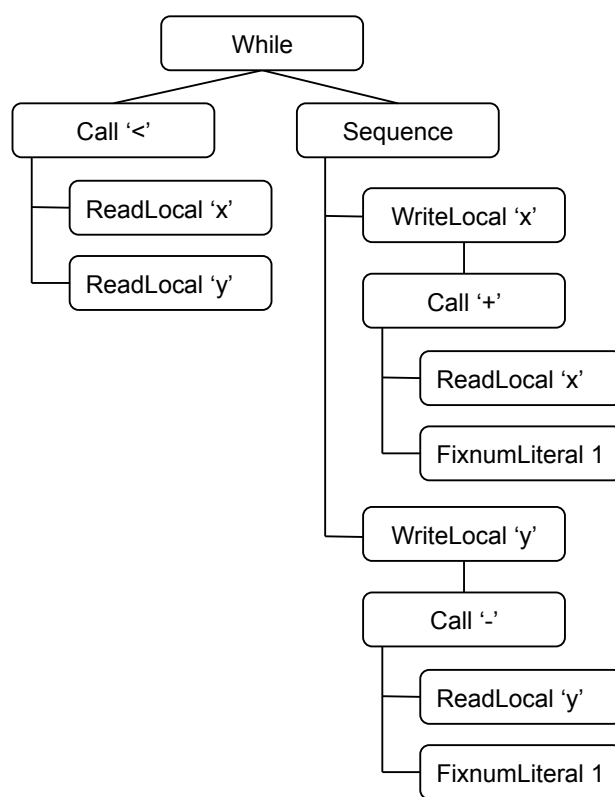 While
Call ‘<’
Sequence
ReadLocal ‘x’
ReadLocal ‘y’
WriteLocal ‘x’
Call ‘+’
ReadLocal ‘x’
FixnumLiteral 1
WriteLocal ‘y’
Call ‘-’
ReadLocal ‘y’
FixnumLiteral 1